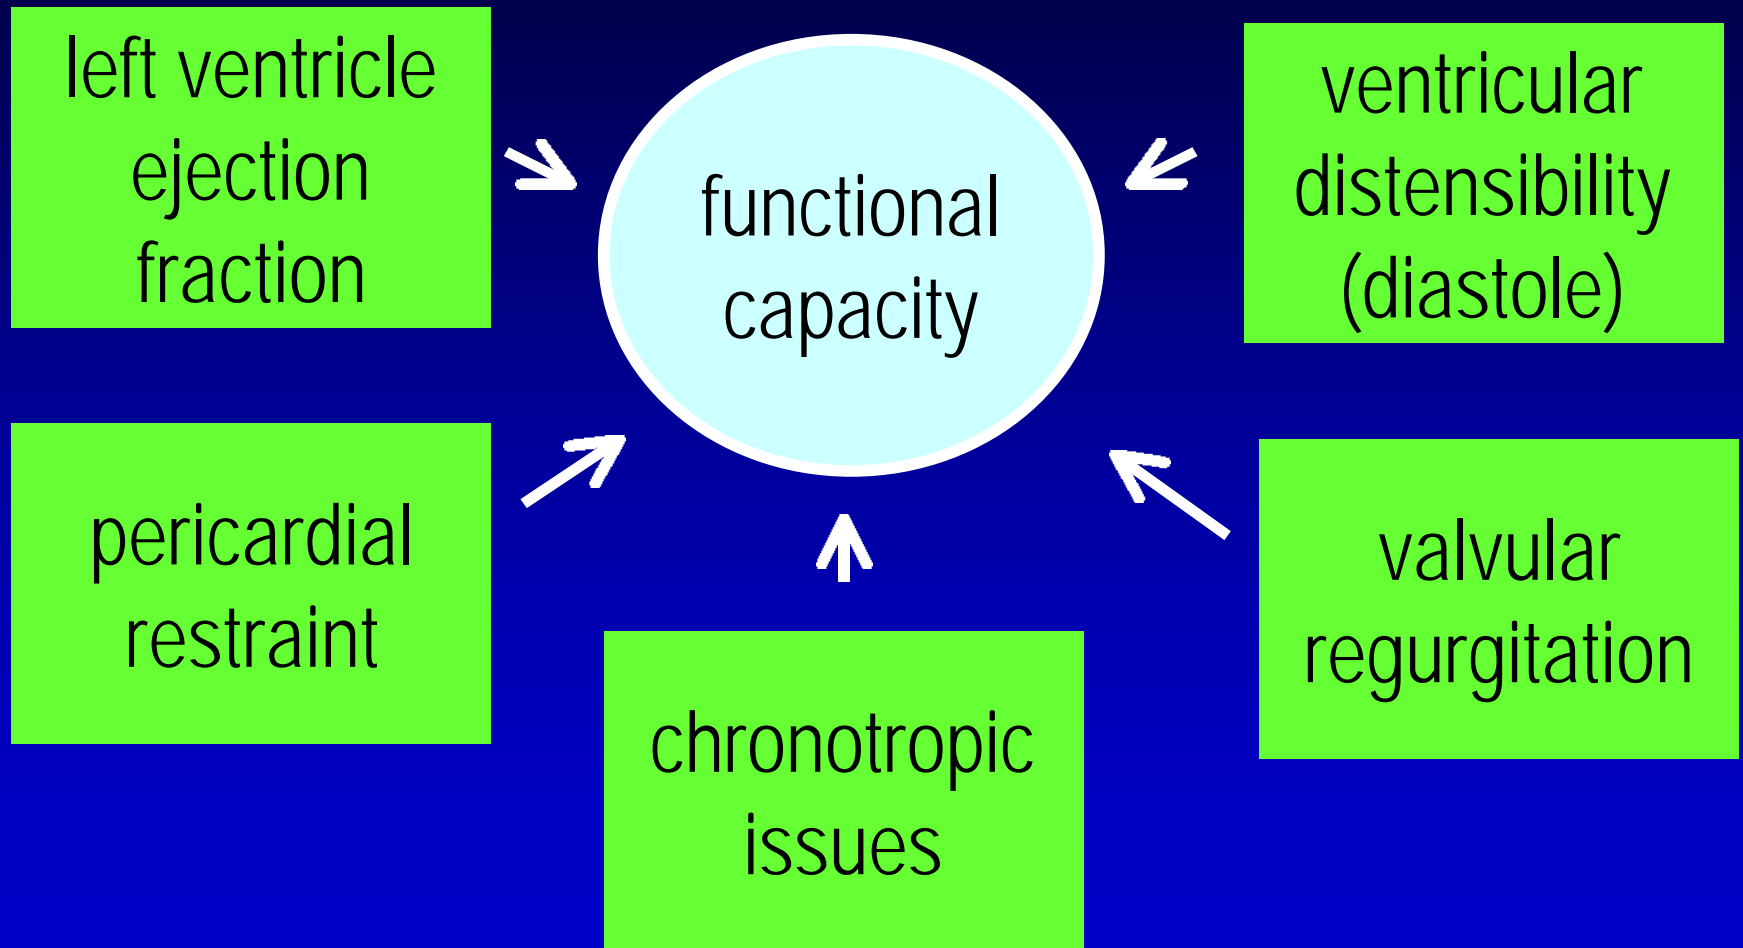 left ventricle
ejection
fraction
functional
capacity
ventricular
distensibility
(diastole)
pericardial
restraint
chronotropic
issues
valvular
regurgitation